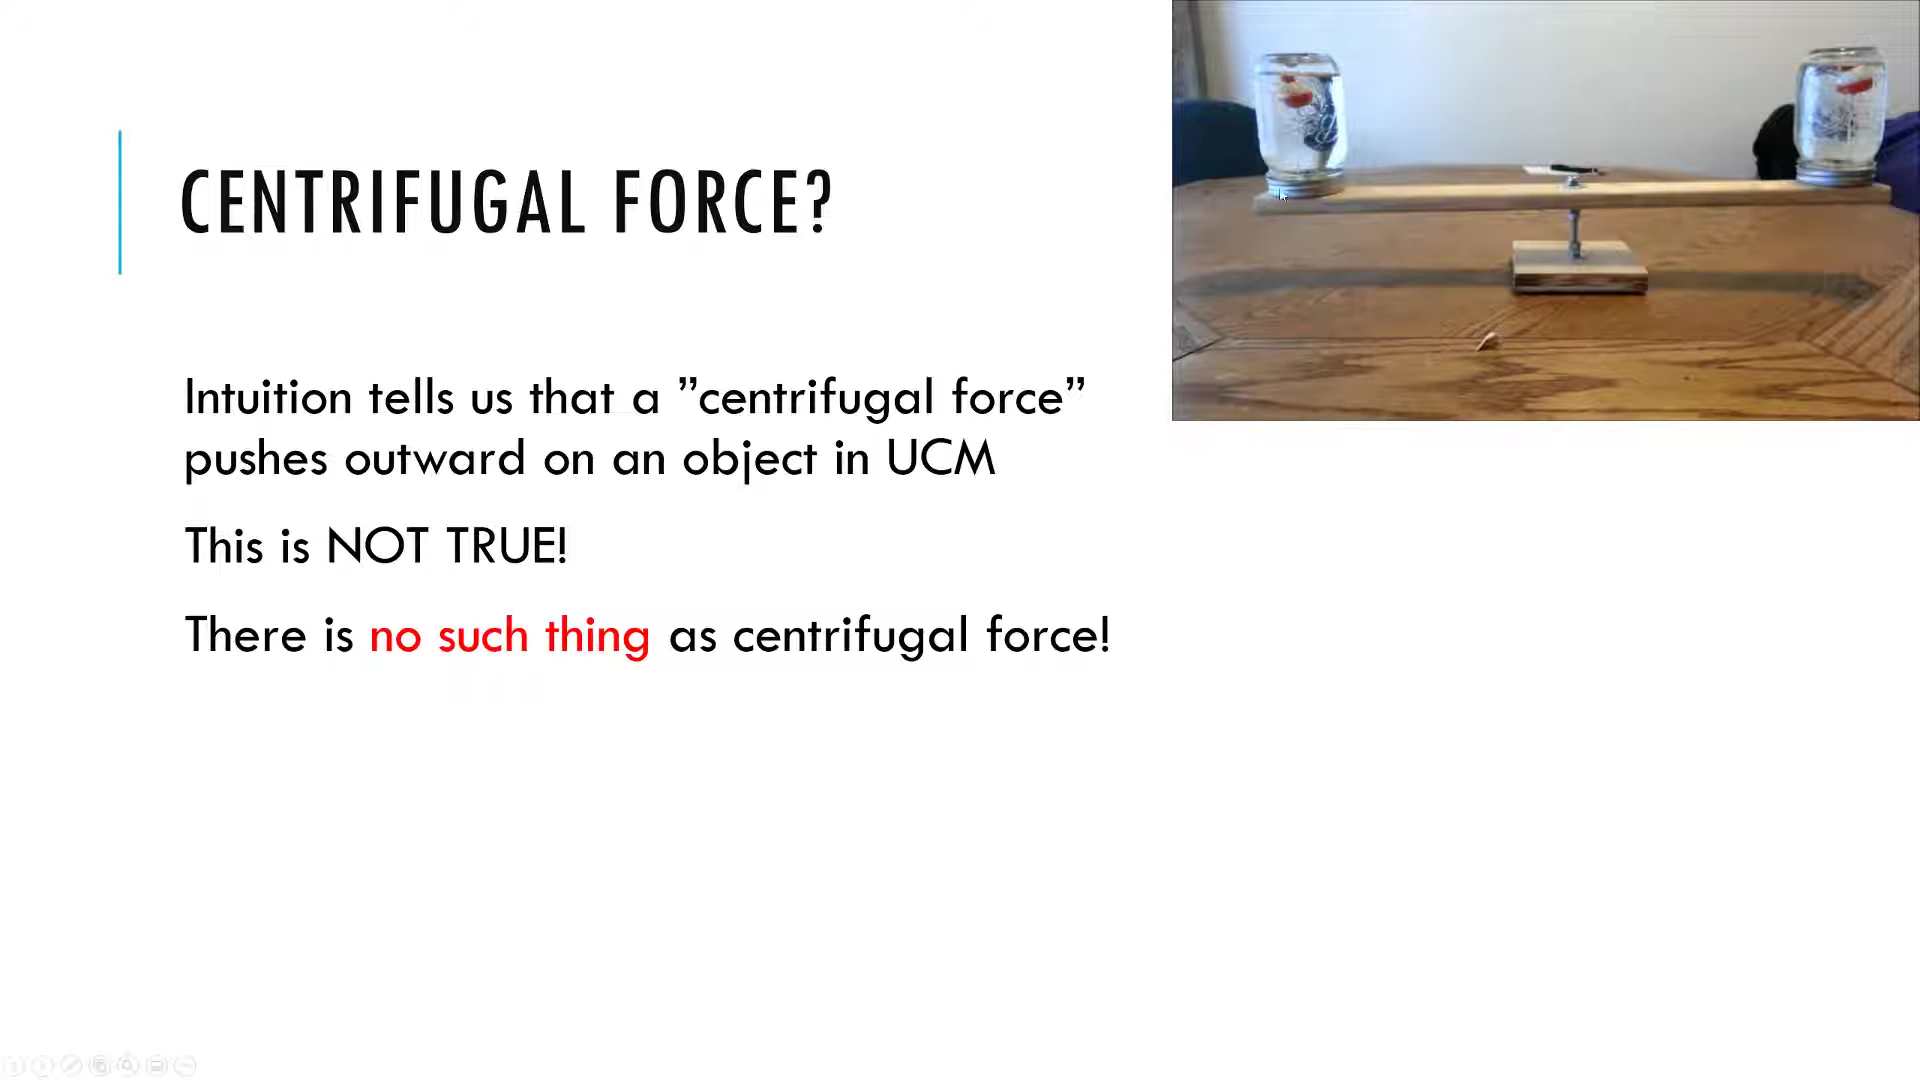 CENTRIFUGAL FORCE?
Intuition tells us that a ”centrifugal force”
pushes outward on an object in UCM
This is NOT TRUE!
There is no such thing as centrifugal force!